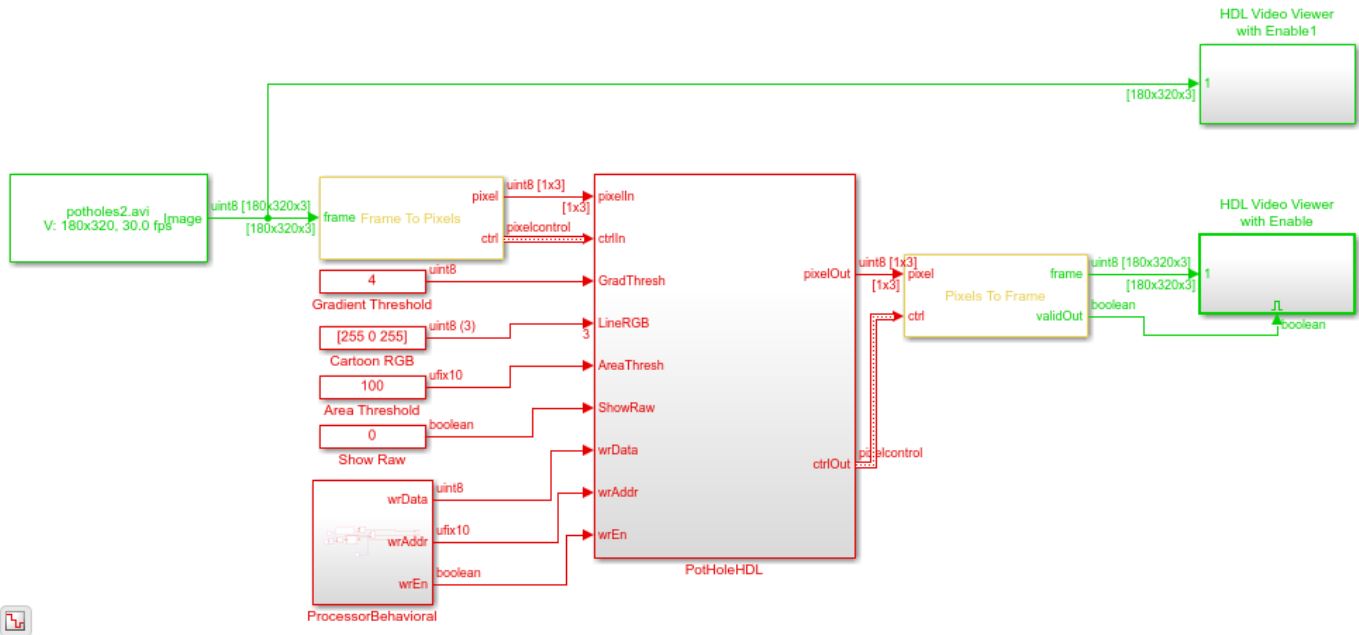 HDL Video Viewer
with Enable1
1
[180x320x3]
potholes2.avi
V: 180x320, 30.0 fps
Image
uint8 [180x320x3]
[180x320x3]
frame
Frame To Pixels
pixel
ctrl
uint8 [1x3]
[1x3]
pixelcontrol
4
uint8
Gradient Threshold
[255 0 255]
uint8 (3)
3
Cartoon RGB
100
ufix10
Area Threshold
0
boolean
Show Raw
wrData
uint8
wrAddr
ufix10
wrEn
boolean
ProcessorBehavioral
pixelIn
ctrlIn
GradThresh
LineRGB
AreaThresh
ShowRaw
wrData
wrAddr
wrEn
pixelOut
ctrlOut
PotHoleHDL
uint8 [1x3]
[1x3]
pixelcontrol
pixel
ctrl
Pixels To Frame
frame
validOut
uint8 [180x320x3]
[180x320x3]
boolean
HDL Video Viewer
with Enable
1
boolean